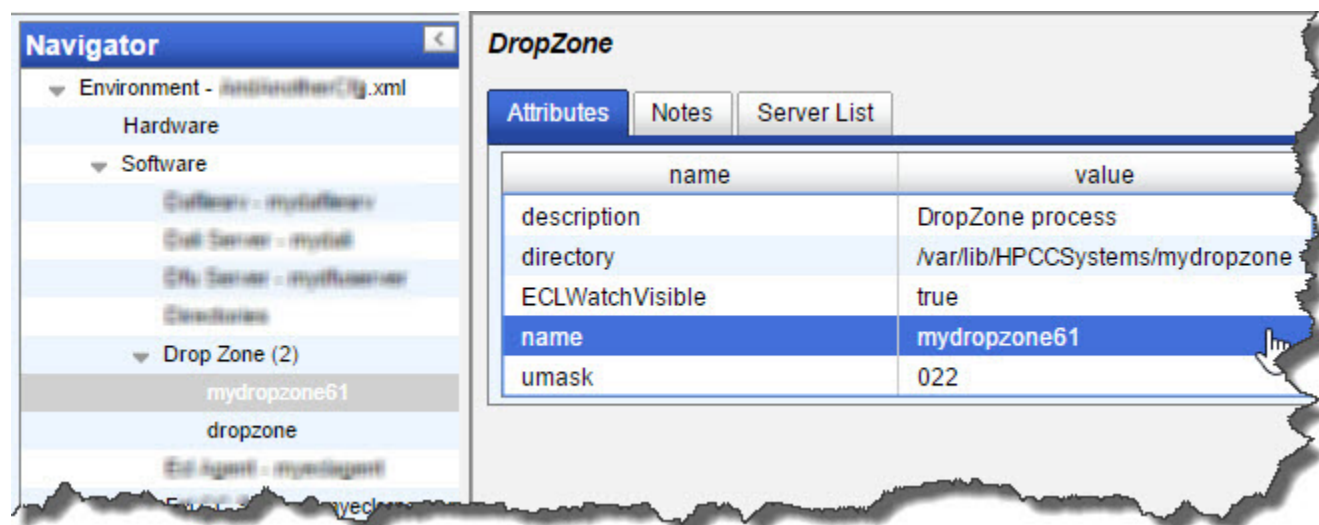 Navigator
Environment - .xml
Hardware
Software
Drop Zone (2)
mydropzone61
dropzone
DropZone
Attributes Notes Server List
name value
description DropZone process
directory /var/lib/HPCCSystems/mydropzone
ECLWatchVisible true
name mydropzone61
umask 022